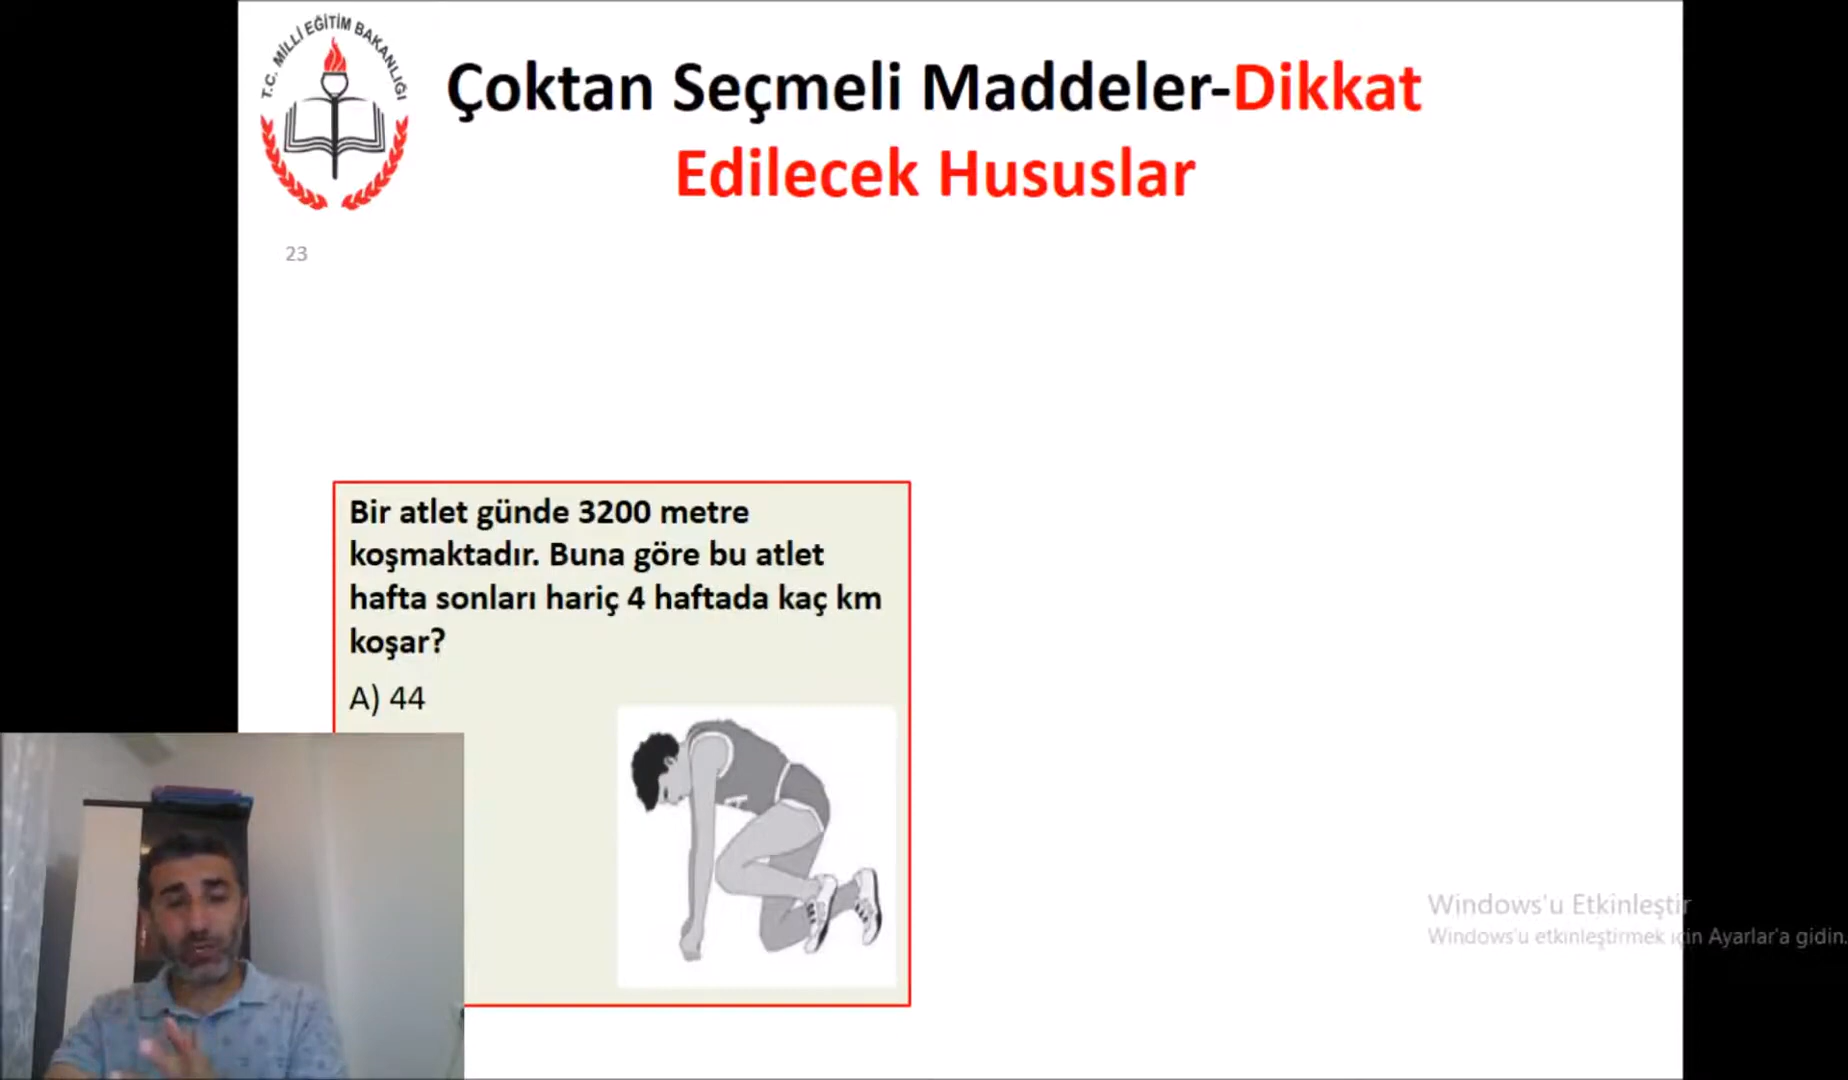 T.C. MİLLİ EĞİTİM BAKANLIĞI
Çoktan Seçmeli Maddeler-Dikkat
Edilecek Hususlar
23
Bir atlet günde 3200 metre
koşmaktadır. Buna göre bu atlet
hafta sonları hariç 4 haftada kaç km
koşar?
A) 44
Windows'u Etkinleştir
Windows'u etkinleştirmek için Ayarlar'a gidin.